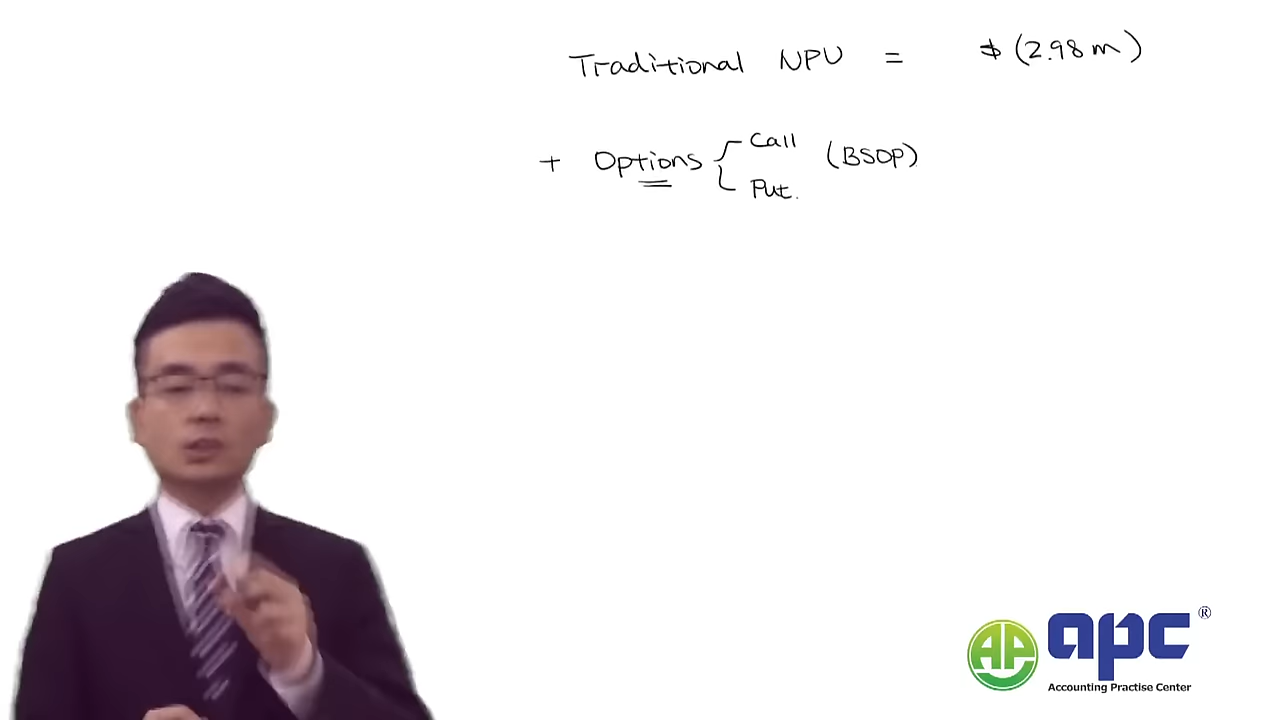 Traditional NPV = $ (2.98 m)
+ Options Call (BSOP)
Put.
apc ®
Accounting Practise Center